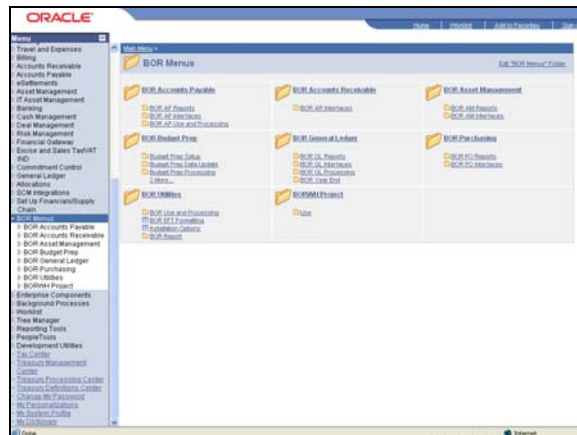 ORACLE
Home Worklist Add to Favorites Sign
Menu
Travel and Expenses
Billing
Accounts Receivable
Accounts Payable
eSettlements
Asset Management
IT Asset Management
Banking
Cash Management
Deal Management
Risk Management
Financial Gateway
Excise and Sales Tax/VAT
IND
Commitment Control
General Ledger
Allocations
SCM Integrations
Set Up Financials/Supply
Chain
BOR Menus
BOR Accounts Payable
BOR Accounts Receivable
BOR Asset Management
BOR Budget Prep
BOR General Ledger
BOR Purchasing
BOR Utilities
BORWH Project
Enterprise Components
Background Processes
Worklist
Tree Manager
Reporting Tools
PeopleTools
Development Utilities
Tax Center
Treasury Management
Center
Treasury Processing Center
Treasury Definitions Center
Change My Password
My Personalizations
My System Profile
My Dictionary
Main Menu >
BOR Menus
Edit "BOR Menus" Folder
BOR Accounts Payable
BOR AP Reports
BOR AP Interfaces
BOR AP Use and Processing
BOR Accounts Receivable
BOR AR Interfaces
BOR Asset Management
BOR AM Reports
BOR AM Interfaces
BOR Budget Prep
Budget Prep Setup
Budget Prep Data Update
Budget Prep Processing
2 More...
BOR General Ledger
BOR GL Reports
BOR GL Interfaces
BOR GL Processing
BOR Year End
BOR Purchasing
BOR PO Reports
BOR PO Interfaces
BOR Utilities
BOR Use and Processing
BOR EFT Formatting
Installation Options
BOR Report
BORWH Project
Use
Done
Internet